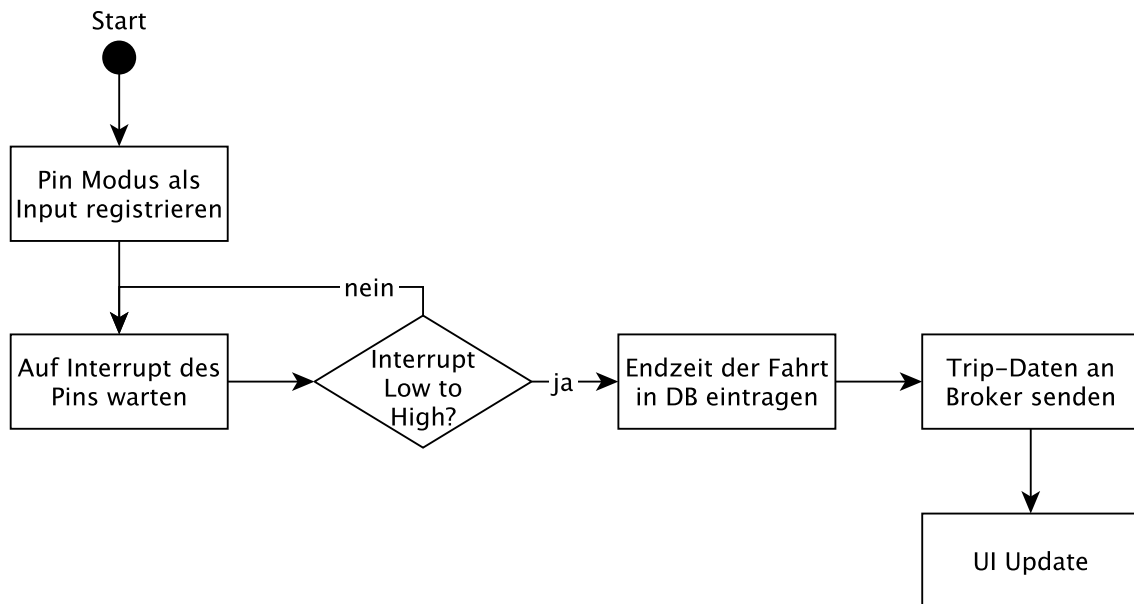 Start
Pin Modus als
Input registrieren
nein
Auf Interrupt des
Pins warten
Interrupt
Low to
High?
ja
Endzeit der Fahrt
in DB eintragen
Trip-Daten an
Broker senden
UI Update